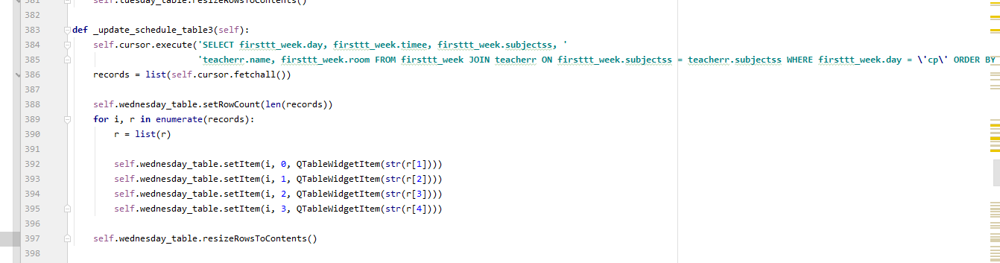 381 self.tuesday_table.resizeRowsToContents()
382
383 def _update_schedule_table3(self):
384 self.cursor.execute('SELECT firsttt_week.day, firsttt_week.timee, firsttt_week.subjectss, '
385 'teacherr.name, firsttt_week.room FROM firsttt_week JOIN teacherr ON firsttt_week.subjectss = teacherr.subjectss WHERE firsttt_week.day = \'ср\' ORDER BY
386 records = list(self.cursor.fetchall())
387
388 self.wednesday_table.setRowCount(len(records))
389 for i, r in enumerate(records):
390 r = list(r)
391
392 self.wednesday_table.setItem(i, 0, QTableWidgetItem(str(r[1])))
393 self.wednesday_table.setItem(i, 1, QTableWidgetItem(str(r[2])))
394 self.wednesday_table.setItem(i, 2, QTableWidgetItem(str(r[3])))
395 self.wednesday_table.setItem(i, 3, QTableWidgetItem(str(r[4])))
396
397 self.wednesday_table.resizeRowsToContents()
398